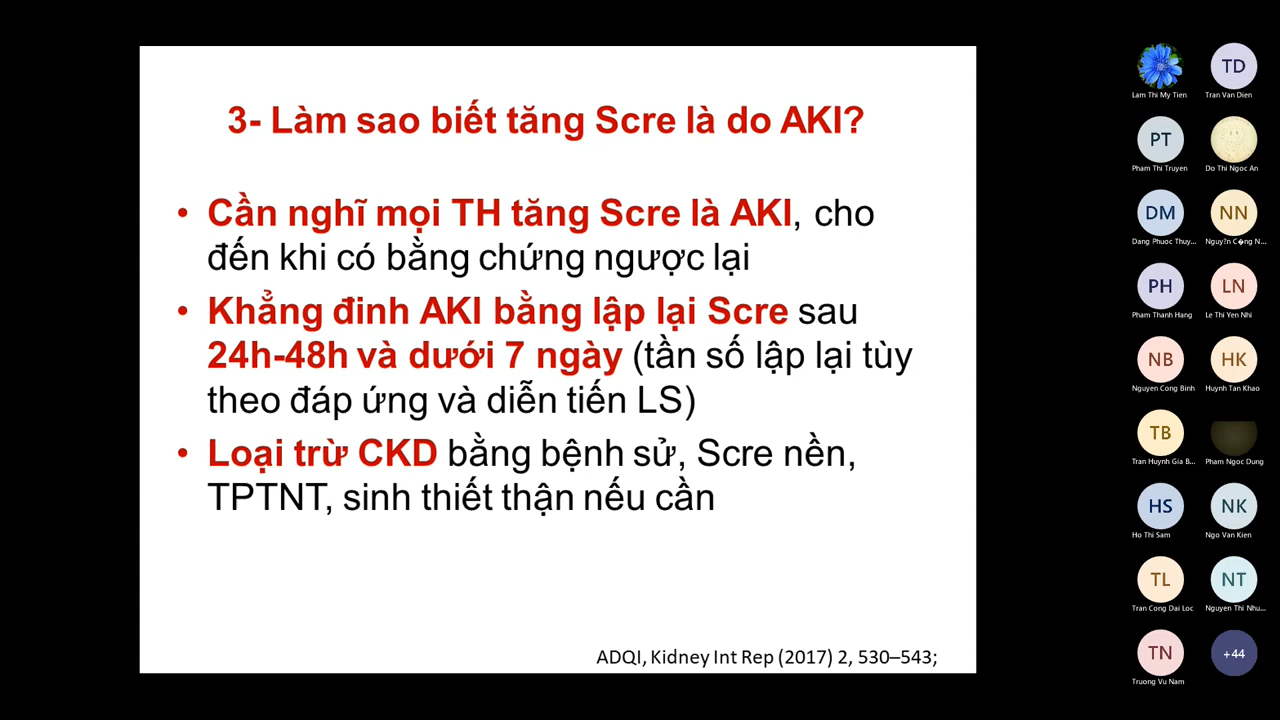 3- Làm sao biết tăng Scre là do AKI?
• Cần nghĩ mọi TH tăng Scre là AKI, cho
đến khi có bằng chứng ngược lại
• Khẳng đinh AKI bằng lập lại Scre sau
24h-48h và dưới 7 ngày (tần số lập lại tùy
theo đáp ứng và diễn tiến LS)
• Loại trừ CKD bằng bệnh sử, Scre nền,
TPTNT, sinh thiết thận nếu cần
ADQI, Kidney Int Rep (2017) 2, 530–543;
TD
Lam Thi My Tien
Tran Van Dien
PT
Pham Thi Truyen
Do Thi Ngoc An
DM
NN
Dang Phuoc Thuy...
Nguy?n C�ng N...
PH
LN
Pham Thanh Hang
Le Thi Yen Nhi
NB
HK
Nguyen Cong Binh
Huynh Tan Khao
TB
Tran Huynh Gia B...
Pham Ngoc Dung
HS
NK
Ho Thi Sam
Ngo Van Kien
TL
NT
Tran Cong Dai Loc
Nguyen Thi Nhu...
TN
+44
Truong Vu Nam